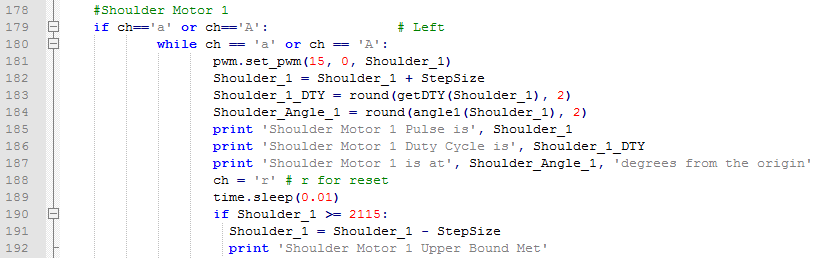 178 #Shoulder Motor 1
179 if ch=='a' or ch=='A': # Left
180 while ch == 'a' or ch == 'A':
181 pwm.set_pwm(15, 0, Shoulder_1)
182 Shoulder_1 = Shoulder_1 + StepSize
183 Shoulder_1_DTY = round(getDTY(Shoulder_1), 2)
184 Shoulder_Angle_1 = round(angle1(Shoulder_1), 2)
185 print 'Shoulder Motor 1 Pulse is', Shoulder_1
186 print 'Shoulder Motor 1 Duty Cycle is', Shoulder_1_DTY
187 print 'Shoulder Motor 1 is at', Shoulder_Angle_1, 'degrees from the origin'
188 ch = 'r' # r for reset
189 time.sleep(0.01)
190 if Shoulder_1 >= 2115:
191 Shoulder_1 = Shoulder_1 - StepSize
192 print 'Shoulder Motor 1 Upper Bound Met'